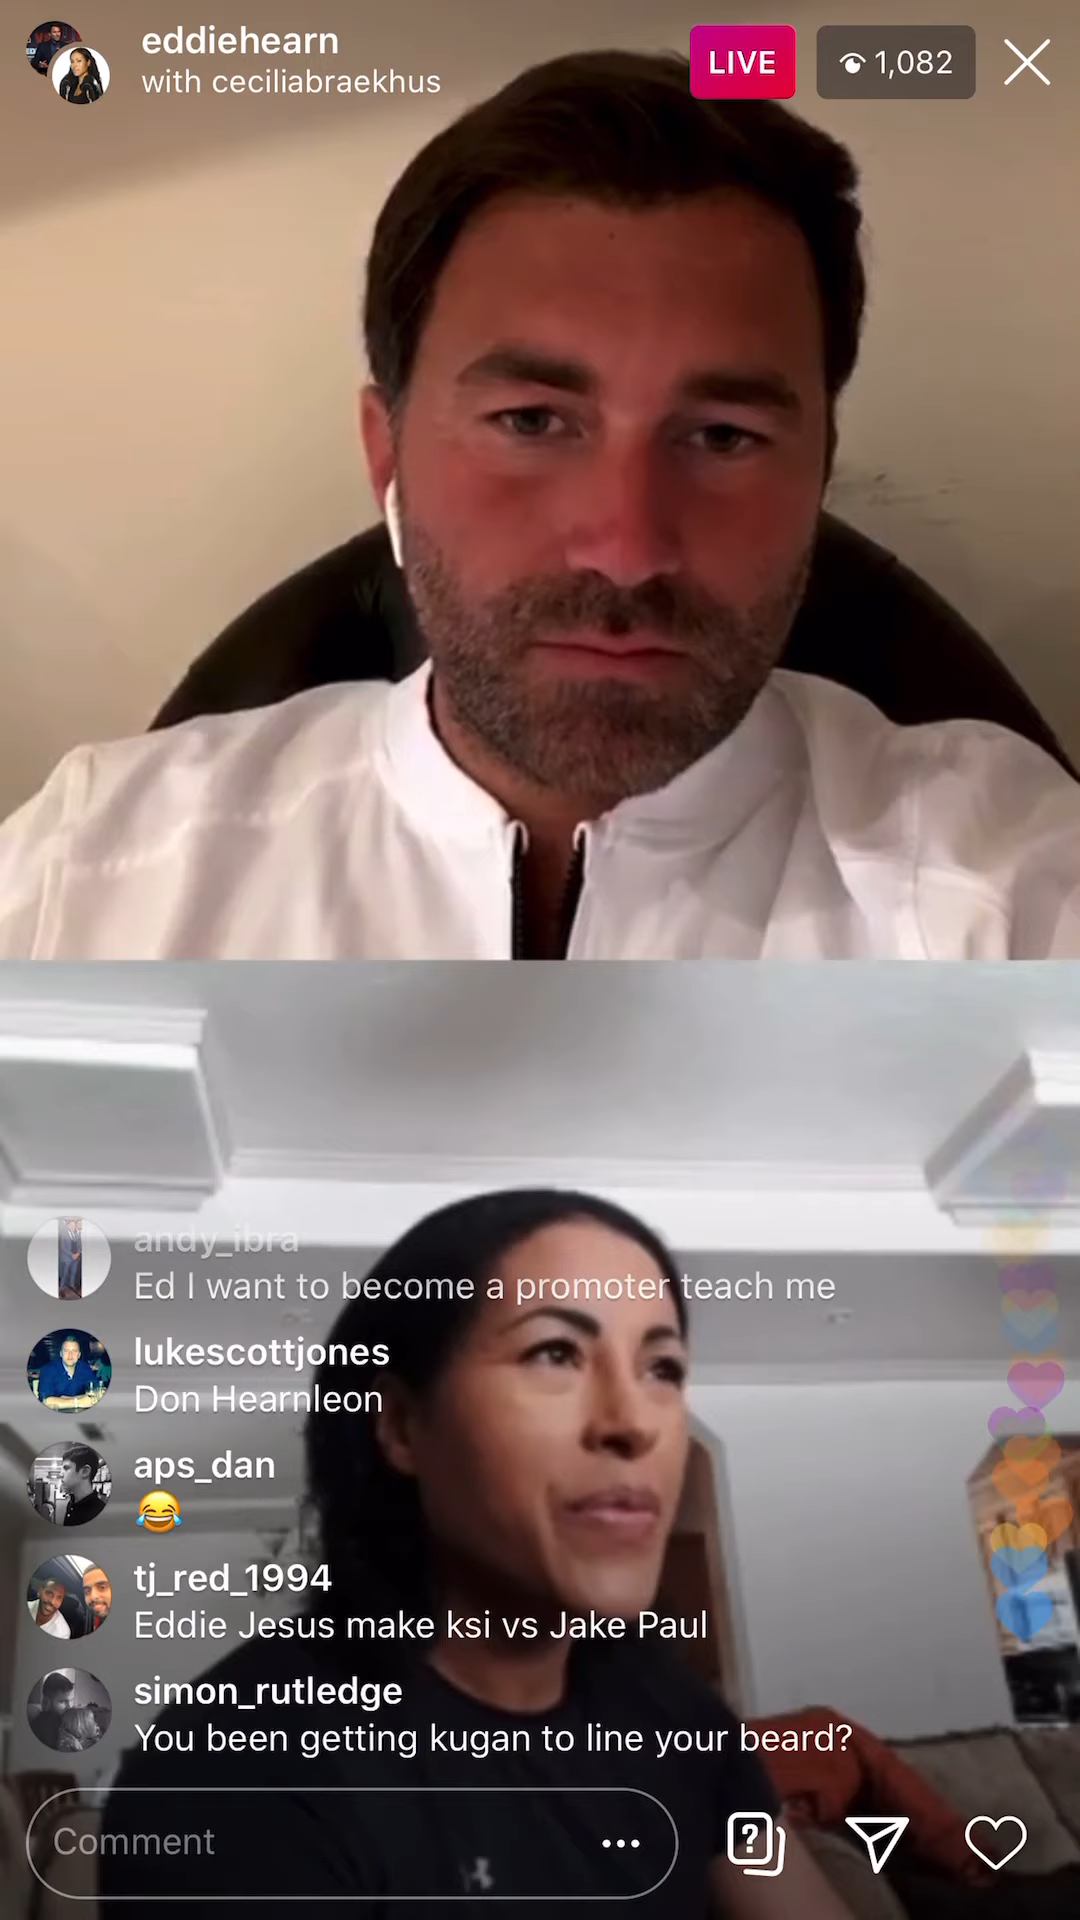 eddiehearn
with ceciliabraekhus
LIVE
1,082
andy_ibra
Ed I want to become a promoter teach me
lukescottjones
Don Hearnleon
aps_dan
😂
tj_red_1994
Eddie Jesus make ksi vs Jake Paul
simon_rutledge
You been getting kugan to line your beard?
Comment